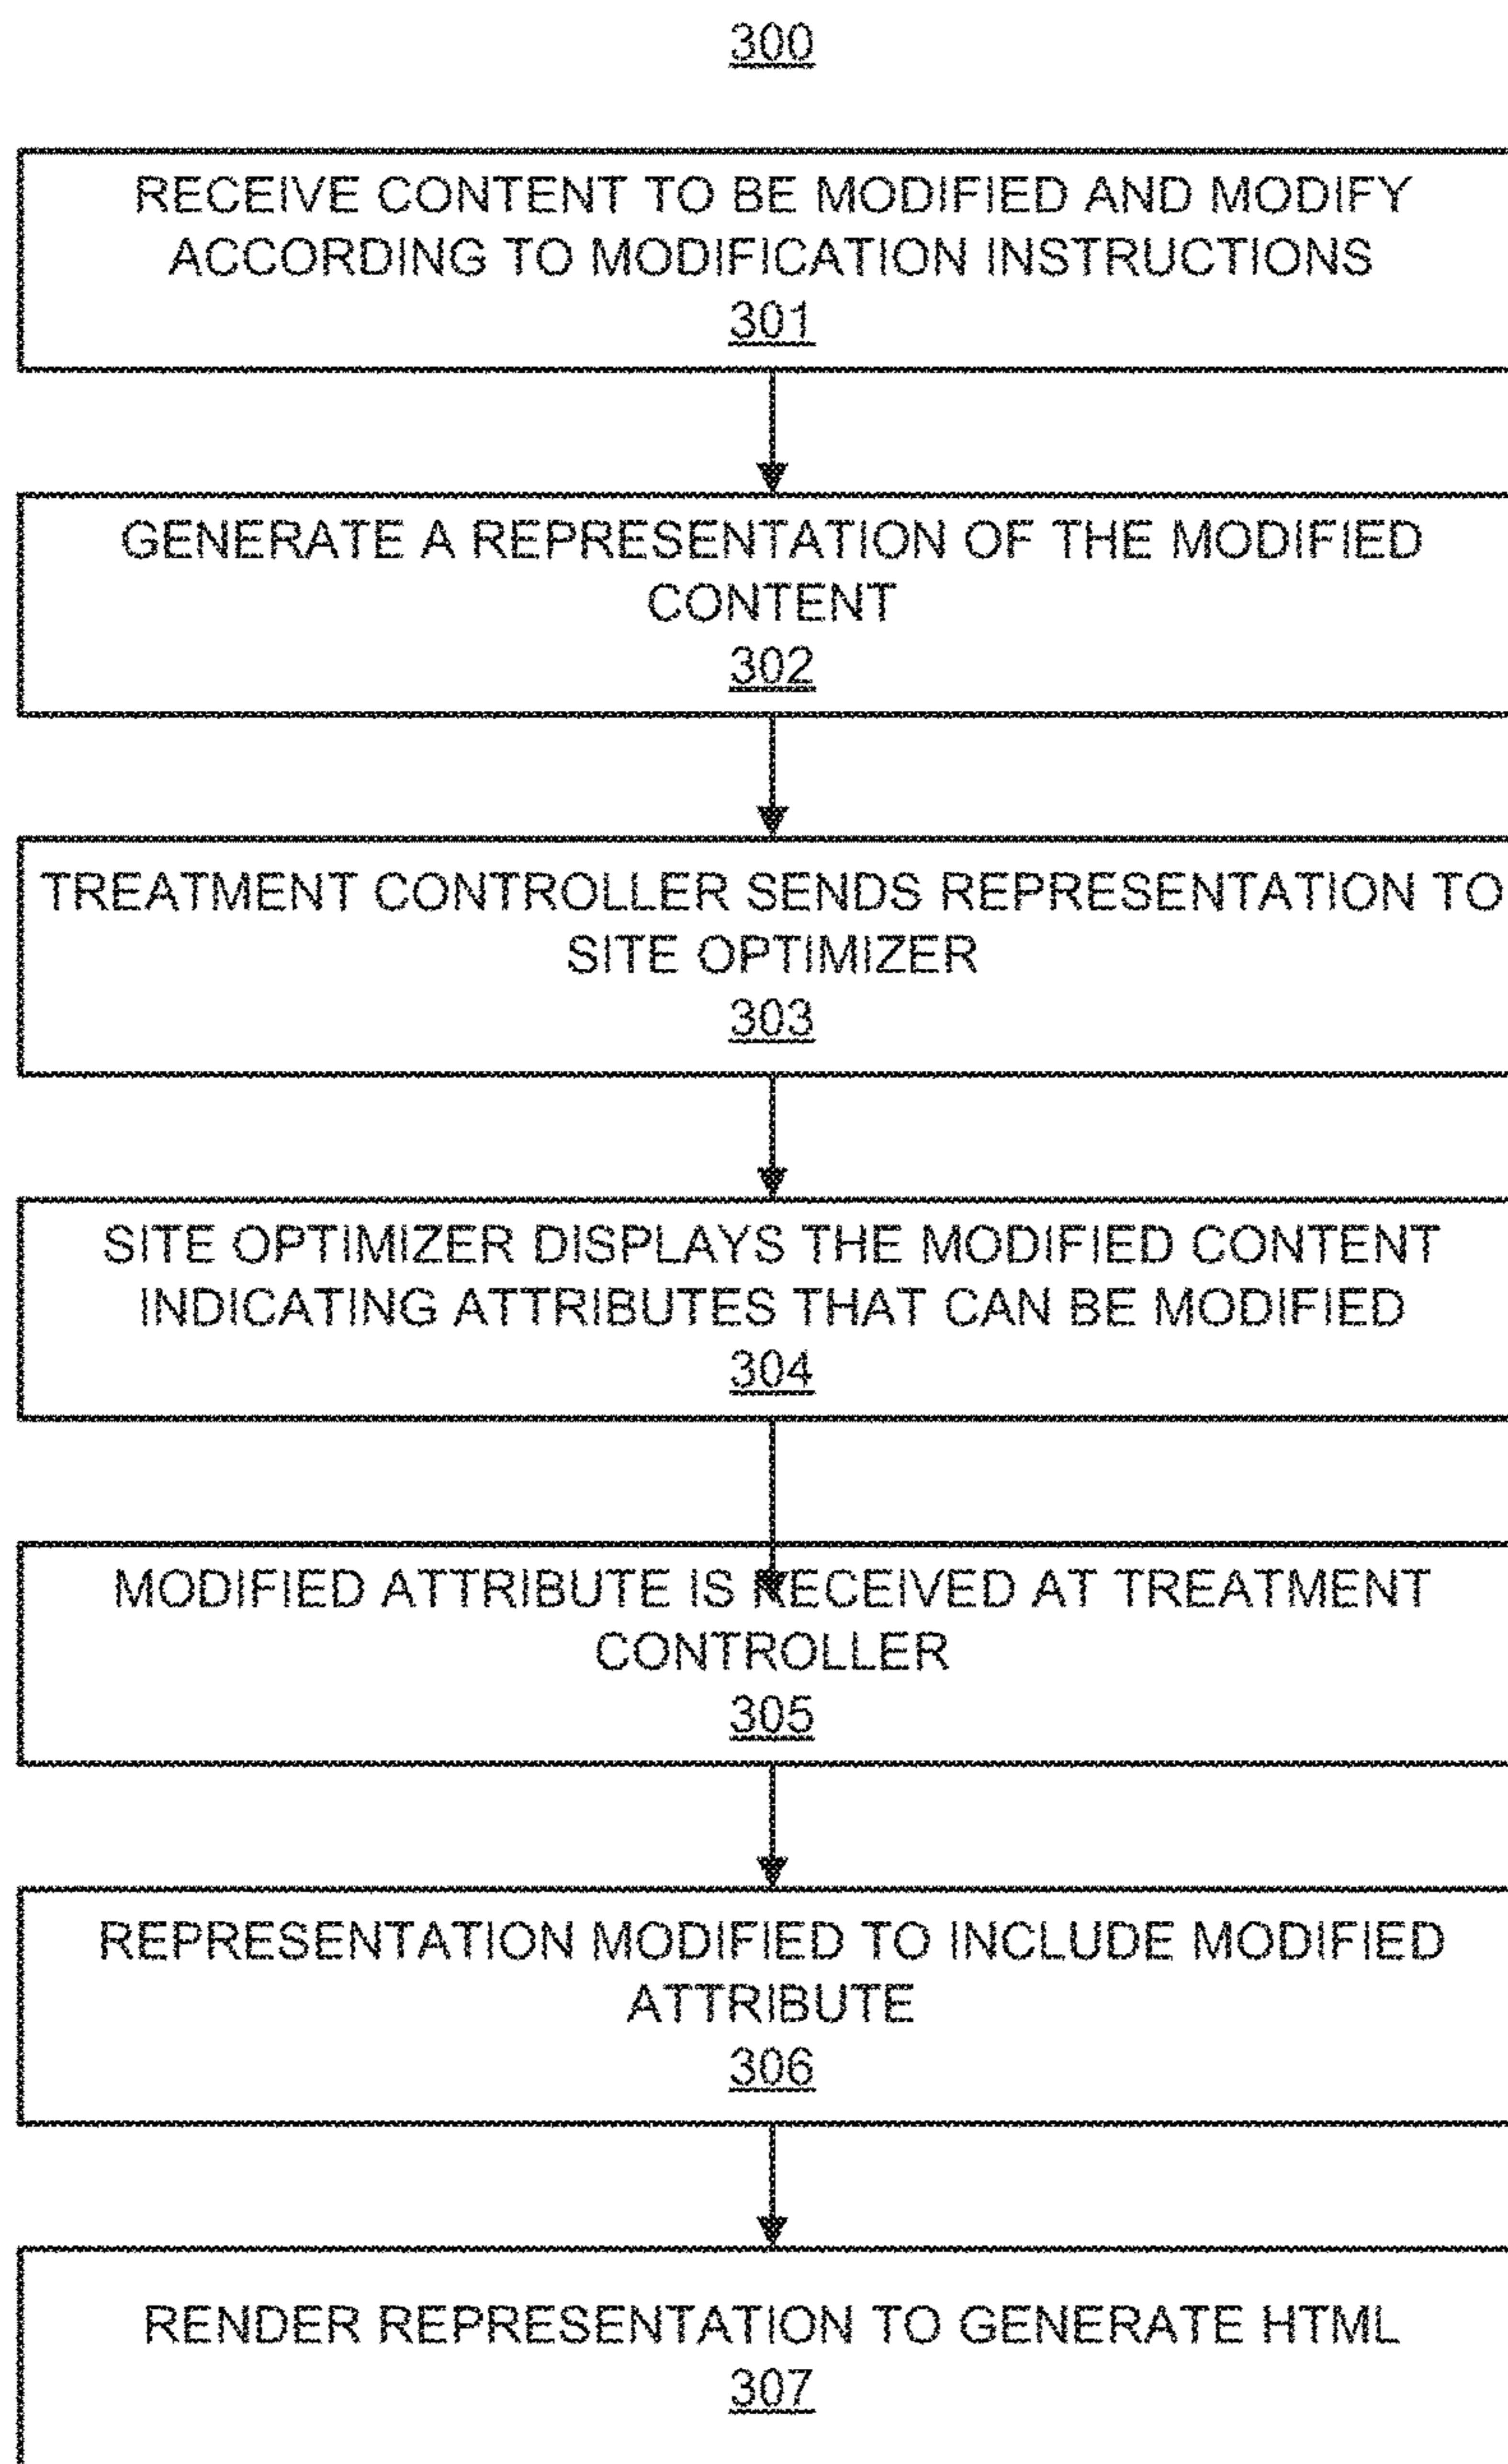 300
RECEIVE CONTENT TO BE MODIFIED AND MODIFY
ACCORDING TO MODIFICATION INSTRUCTIONS
301
GENERATE A REPRESENTATION OF THE MODIFIED
CONTENT
302
TREATMENT CONTROLLER SENDS REPRESENTATION TO
SITE OPTIMIZER
303
SITE OPTIMIZER DISPLAYS THE MODIFIED CONTENT
INDICATING ATTRIBUTES THAT CAN BE MODIFIED
304
MODIFIED ATTRIBUTE IS RECEIVED AT TREATMENT
CONTROLLER
305
REPRESENTATION MODIFIED TO INCLUDE MODIFIED
ATTRIBUTE
306
RENDER REPRESENTATION TO GENERATE HTML
307